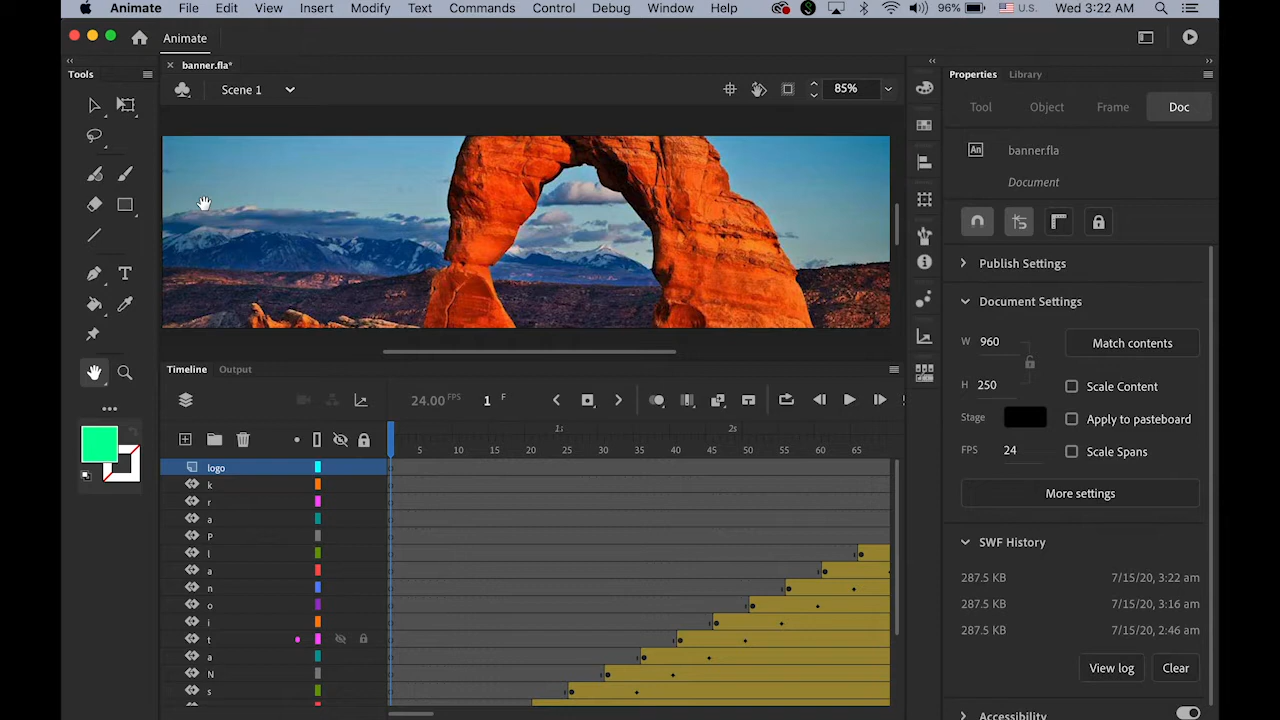 Animate File Edit View Insert Modify Text Commands Control Debug Window Help 96% U.S. Wed 3:22 AM
Animate
Tools
banner.fla*
Scene 1
85%
Properties Library
Tool Object Frame Doc
An banner.fla
Document
Publish Settings
Document Settings
W 960
Match contents
H 250
Scale Content
Stage
Apply to pasteboard
FPS 24
Scale Spans
More settings
SWF History
287.5 KB 7/15/20, 3:22 am
287.5 KB 7/15/20, 3:16 am
287.5 KB 7/15/20, 2:46 am
View log Clear
Accessibility
Timeline Output
24.00 FPS 1 F
1s 2s
5 10 15 20 25 30 35 40 45 50 55 60 65
logo
k
r
a
P
l
a
n
o
i
t
a
N
s